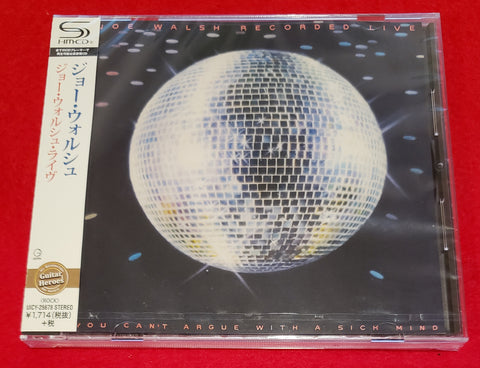 SHM-CD
ジョー・ウォルシュ
ジョー・ウォルシュ・ライヴ
Guitar
Heroes
(ROCK)
UICY-25678 STEREO
¥1,714(税抜)
+税
OE WALSH RECORDED LIVE
YOU CAN'T ARGUE WITH A SICK MIND